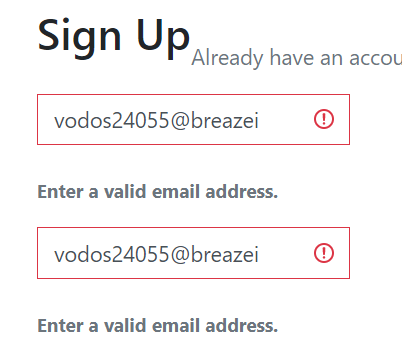 Sign Up
Already have an accou
vodos24055@breazei
Enter a valid email address.
vodos24055@breazei
Enter a valid email address.